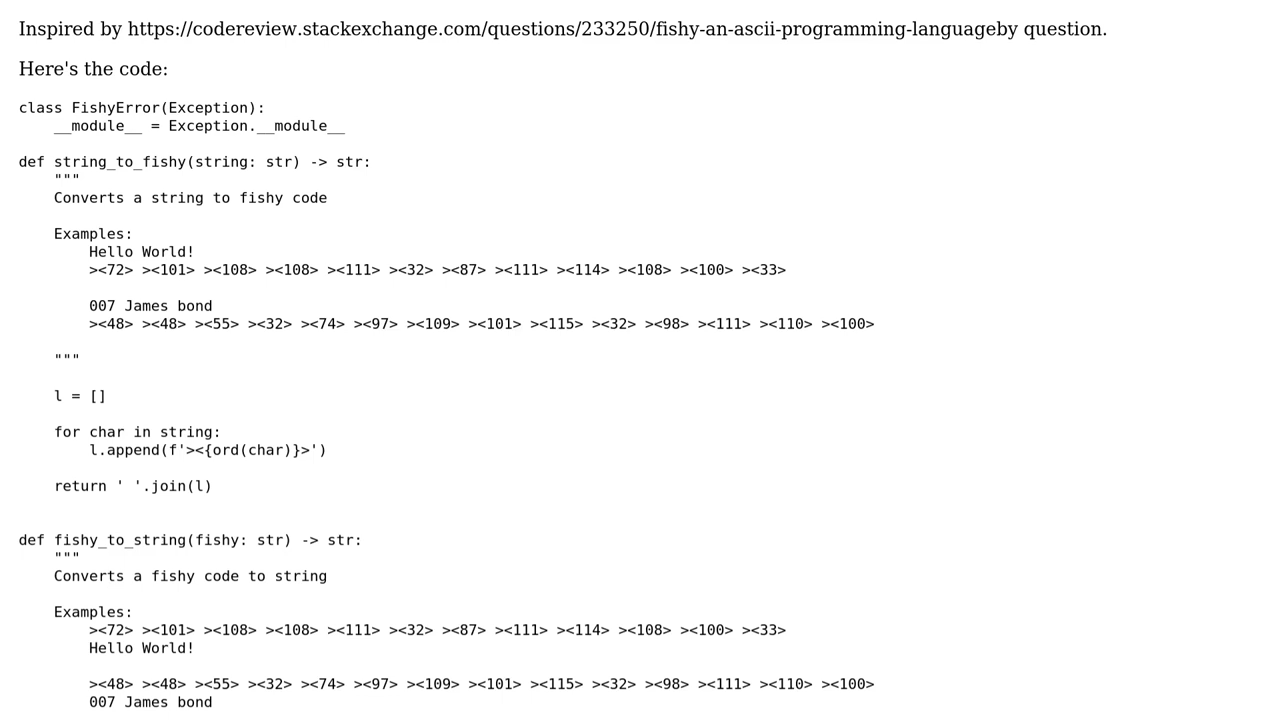 Inspired by https://codereview.stackexchange.com/questions/233250/fishy-an-ascii-programming-languageby question.
Here's the code:
class FishyError(Exception):
    __module__ = Exception.__module__
def string_to_fishy(string: str) -> str:
    """
    Converts a string to fishy code
    Examples:
        Hello World!
        ><72> ><101> ><108> ><108> ><111> ><32> ><87> ><111> ><114> ><108> ><100> ><33>
        007 James bond
        ><48> ><48> ><55> ><32> ><74> ><97> ><109> ><101> ><115> ><32> ><98> ><111> ><110> ><100>
    """
    l = []
    for char in string:
        l.append(f'><{ord(char)}>')
    return ' '.join(l)
def fishy_to_string(fishy: str) -> str:
    """
    Converts a fishy code to string
    Examples:
        ><72> ><101> ><108> ><108> ><111> ><32> ><87> ><111> ><114> ><108> ><100> ><33>
        Hello World!
        ><48> ><48> ><55> ><32> ><74> ><97> ><109> ><101> ><115> ><32> ><98> ><111> ><110> ><100>
        007 James bond